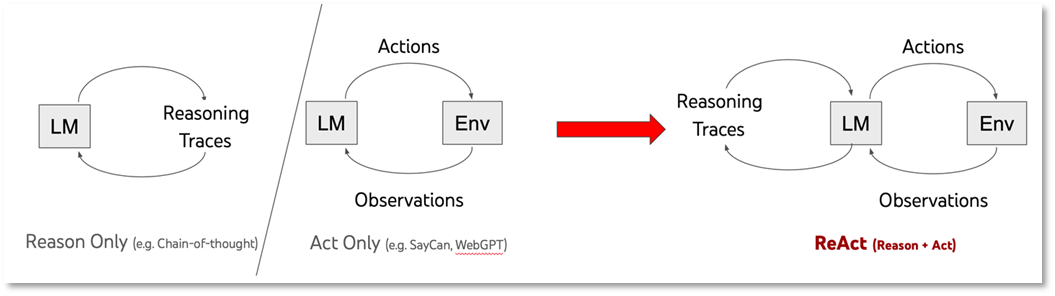 LM
Reasoning
Traces
Reason Only (e.g. Chain-of-thought)
Actions
LM
Env
Observations
Act Only (e.g. SayCan, WebGPT)
Actions
Reasoning
Traces
LM
Env
Observations
ReAct (Reason + Act)